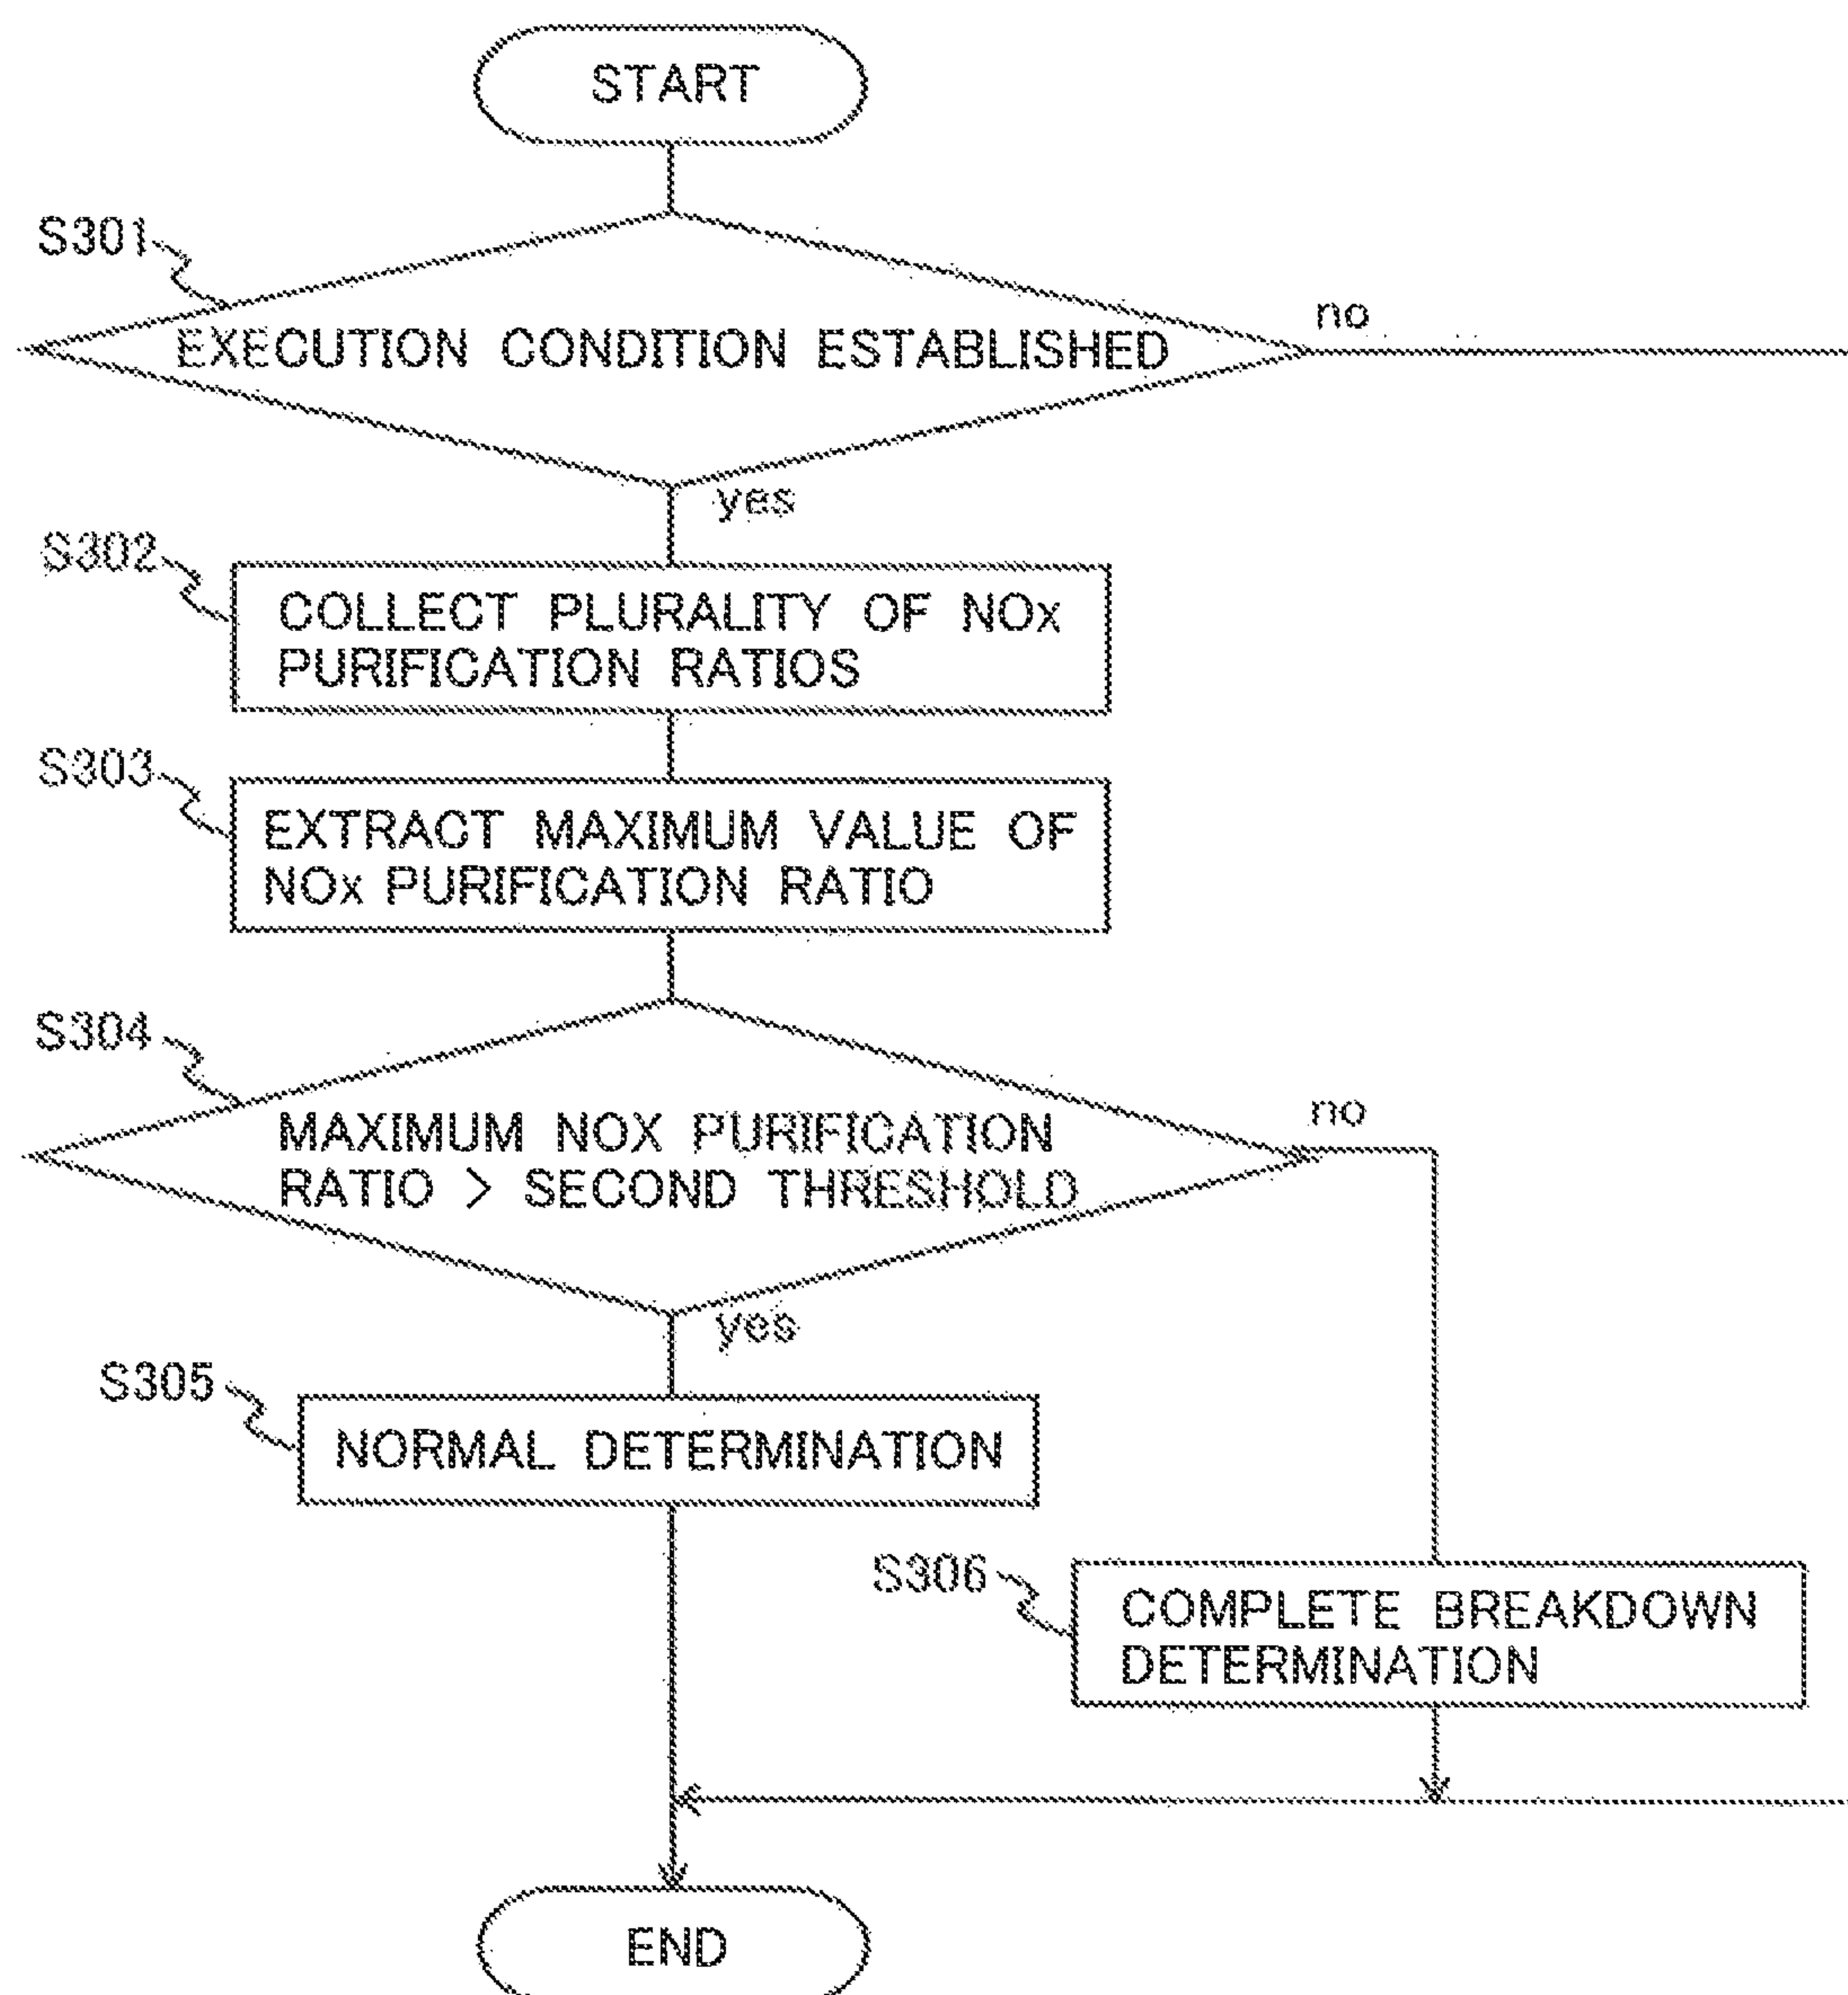 START
S301
EXECUTION CONDITION ESTABLISHED
no
yes
S302
COLLECT PLURALITY OF NOx
PURIFICATION RATIOS
S303
EXTRACT MAXIMUM VALUE OF
NOx PURIFICATION RATIO
S304
MAXIMUM NOX PURIFICATION
RATIO > SECOND THRESHOLD
no
yes
S305
NORMAL DETERMINATION
S306
COMPLETE BREAKDOWN
DETERMINATION
END